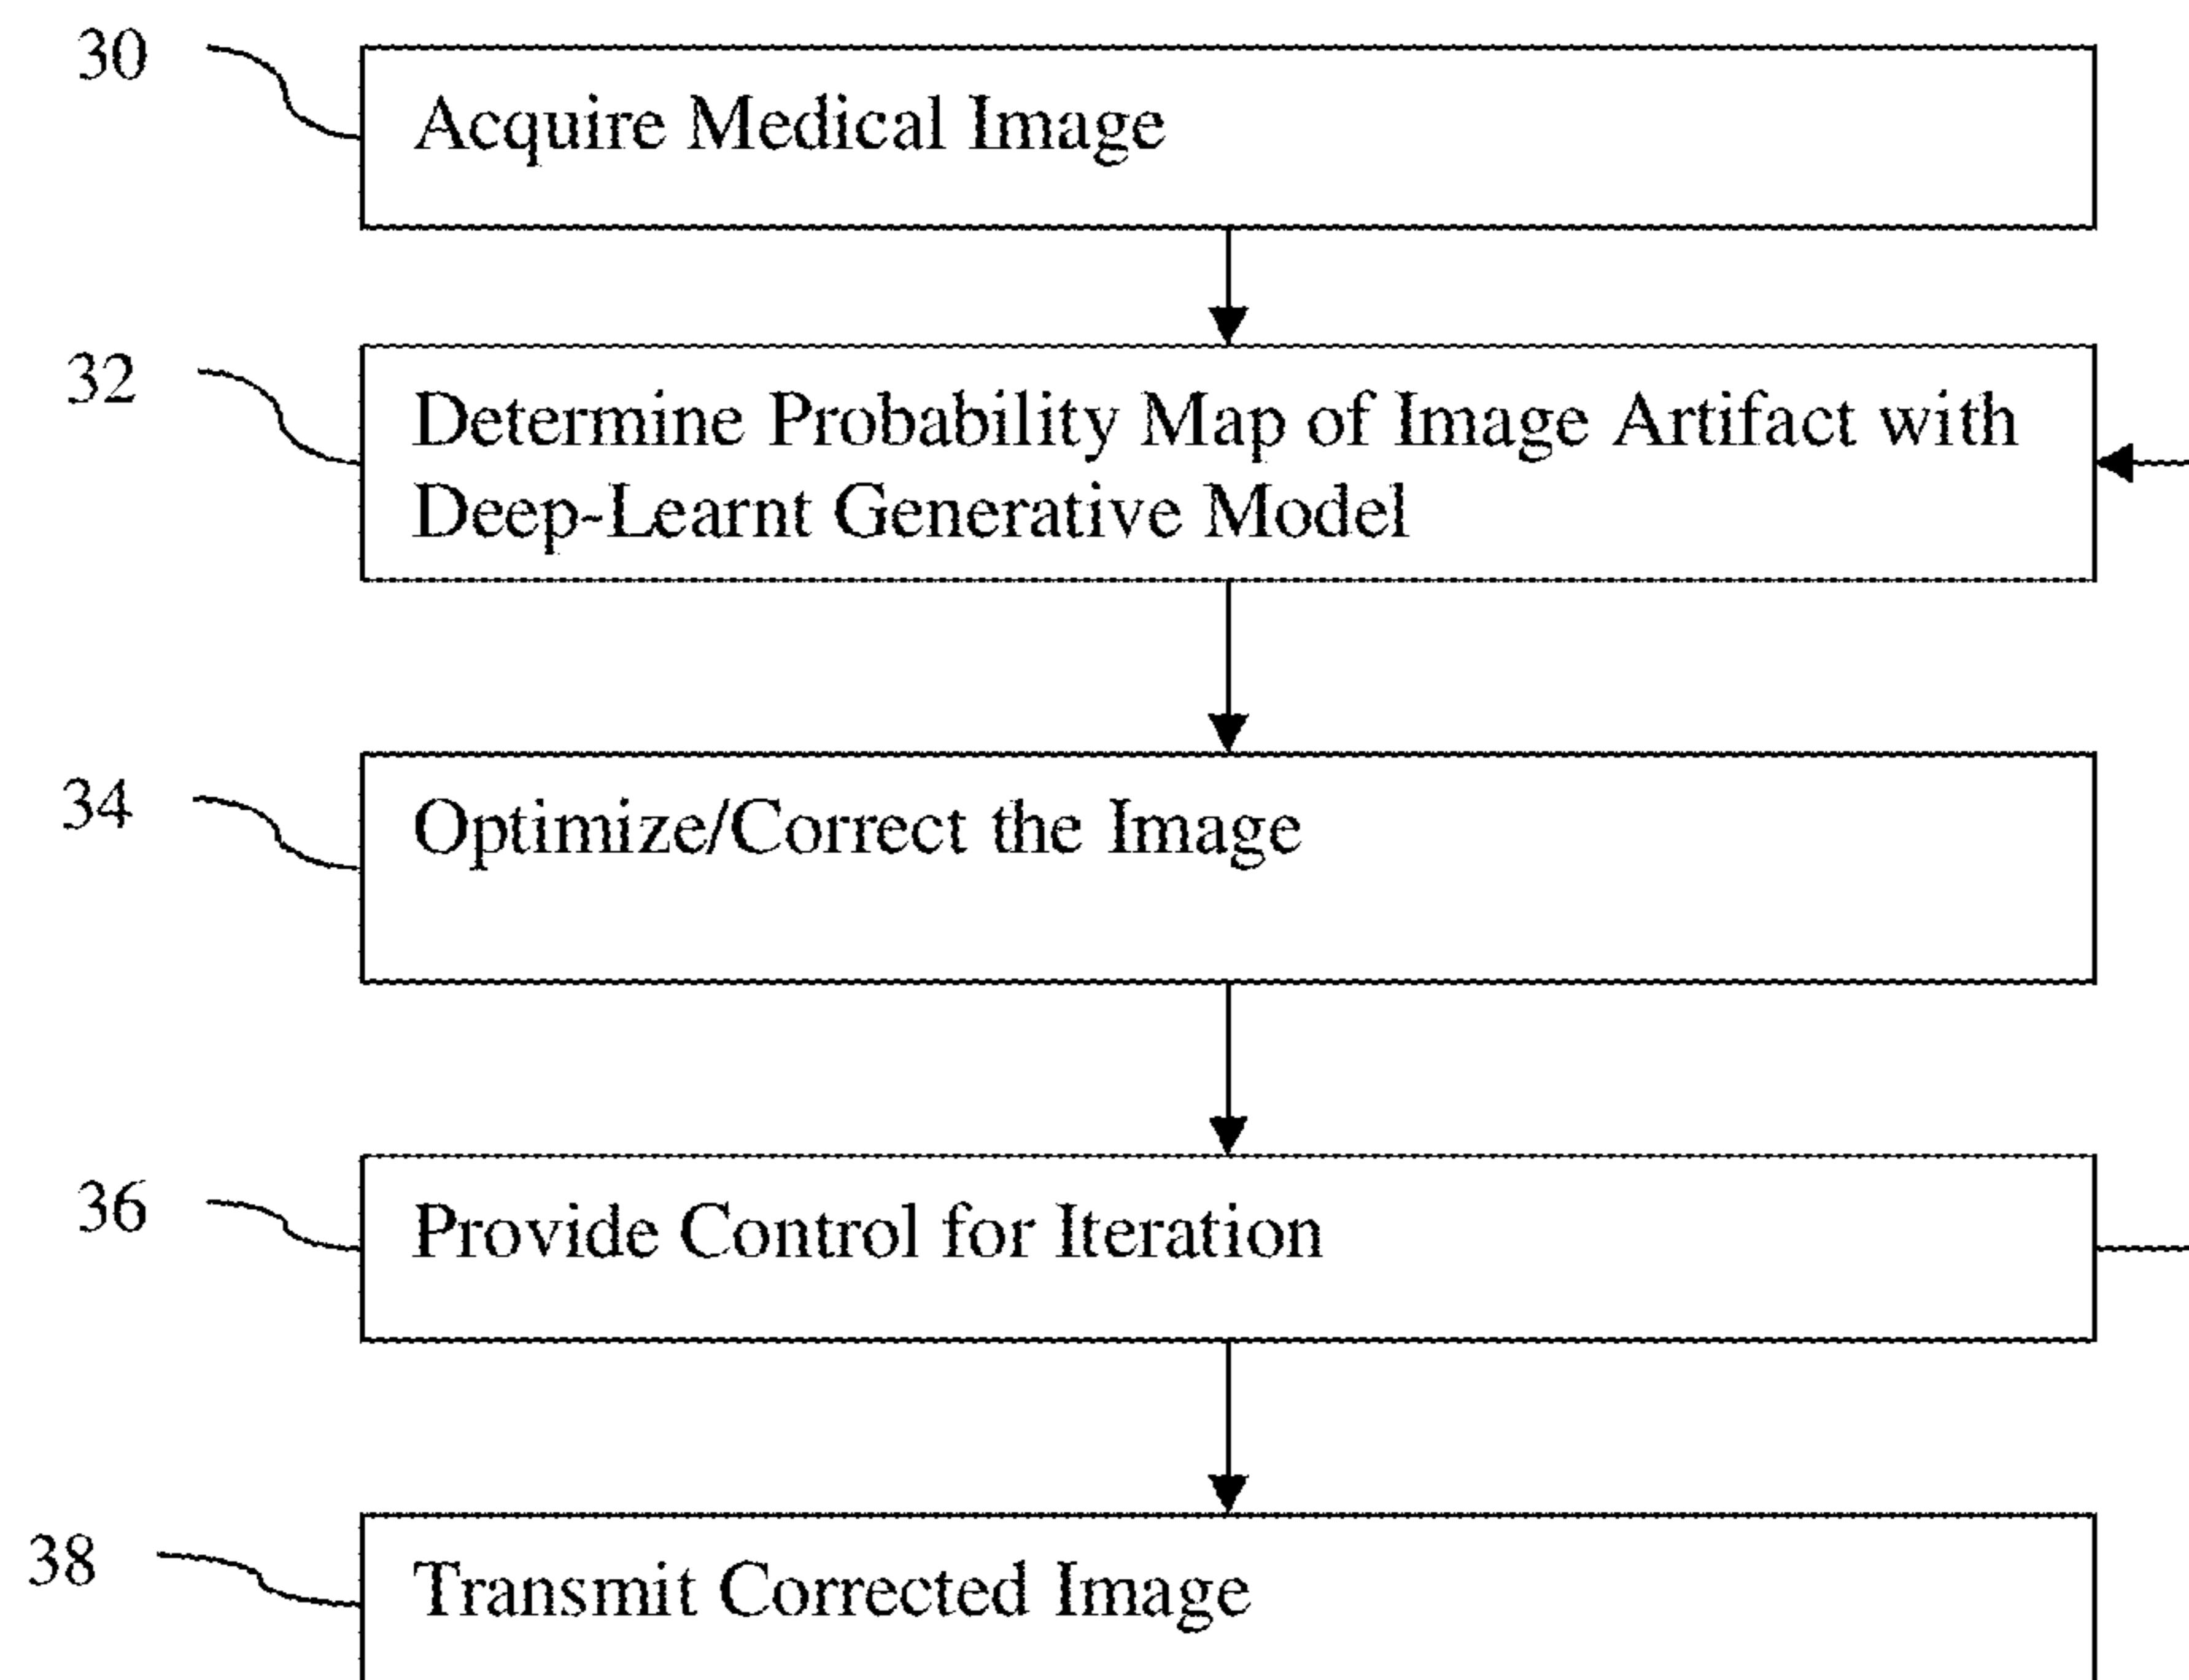 30
Acquire Medical Image
32
Determine Probability Map of Image Artifact with
Deep-Learnt Generative Model
34
Optimize/Correct the Image
36
Provide Control for Iteration
38
Transmit Corrected Image